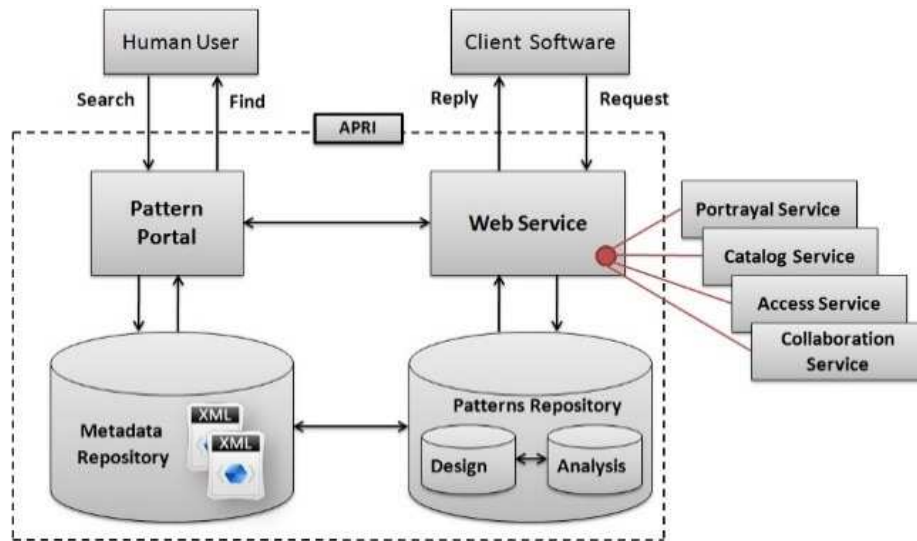 Human User
Client Software
Search
Find
Reply
Request
APRI
Pattern
Portal
Web Service
Portrayal Service
Catalog Service
Access Service
Collaboration
Service
Metadata
Repository
XML
XML
Patterns Repository
Design
Analysis